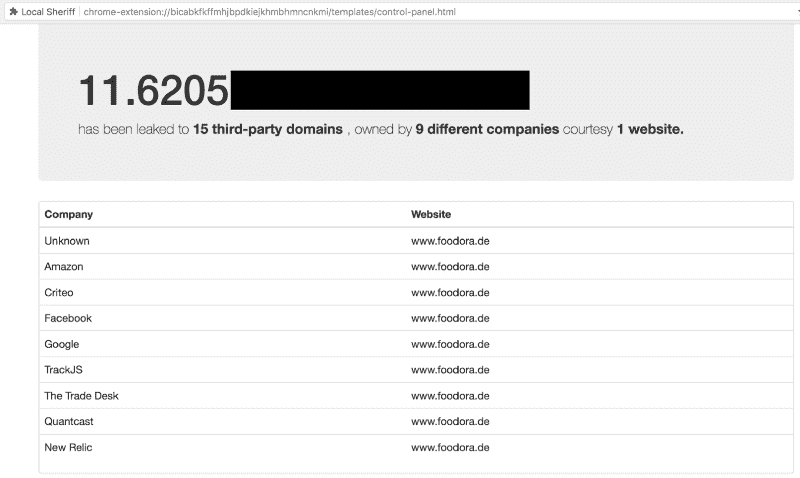 Local Sheriff chrome-extension://bicabkfkffmhjbpdkiejkhmbhmncnkmi/templates/control-panel.html
11.6205
has been leaked to 15 third-party domains , owned by 9 different companies courtesy 1 website.
Company Website
Unknown www.foodora.de
Amazon www.foodora.de
Criteo www.foodora.de
Facebook www.foodora.de
Google www.foodora.de
TrackJS www.foodora.de
The Trade Desk www.foodora.de
Quantcast www.foodora.de
New Relic www.foodora.de